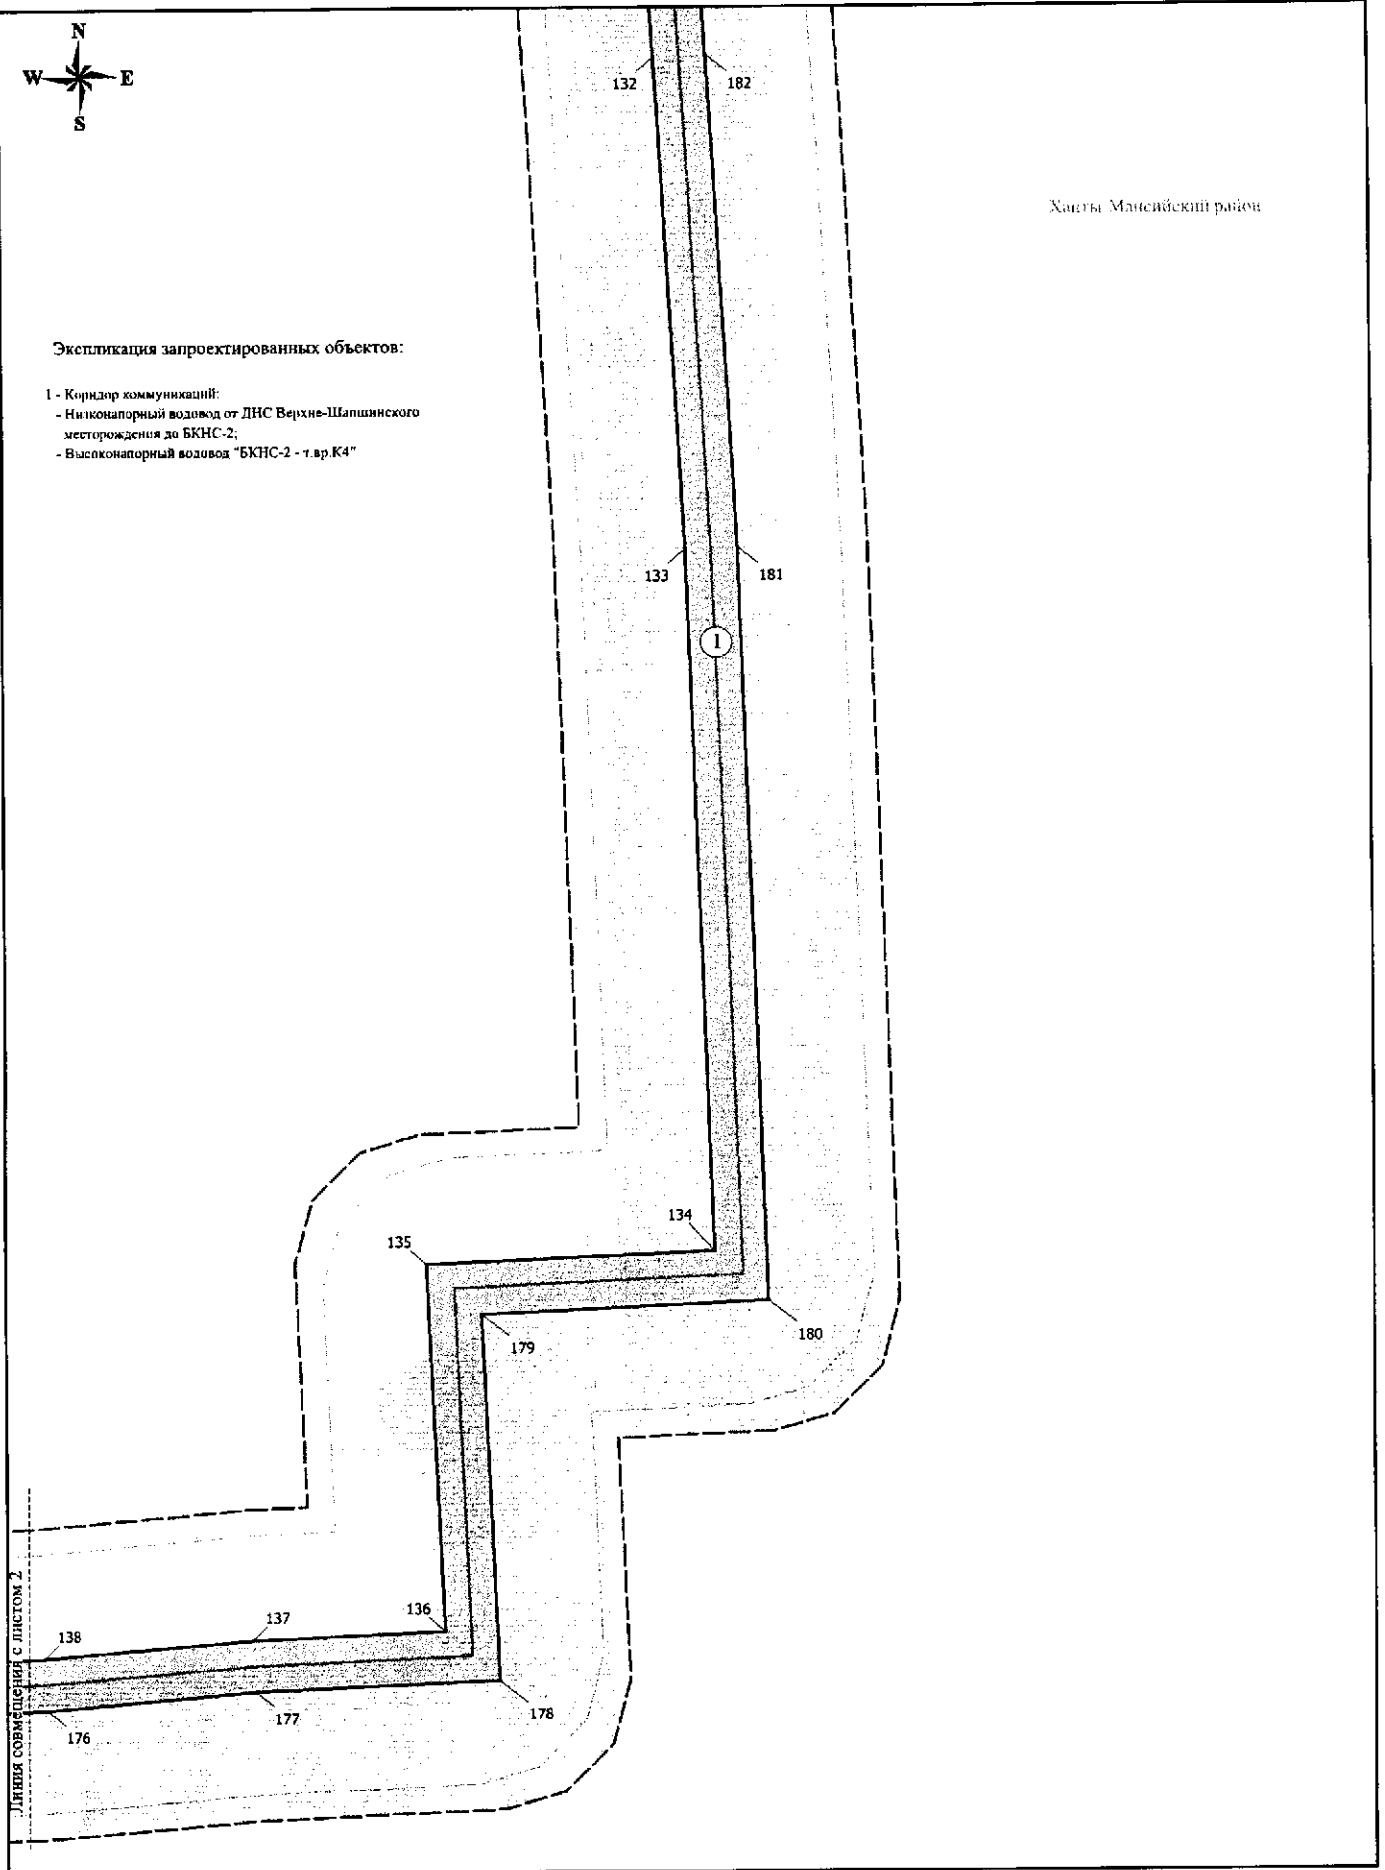 N
W E
S
132
182
Ханты-Мансийский район
Экспликация запроектированных объектов:
1 - Коридор коммуникаций:
- Низконапорный водовод от ДНС Верхне-Шапшинского
месторождения до БКНС-2;
- Высоконапорный водовод "БКНС-2 - т.вр.К4"
133
181
1
134
135
180
179
136
137
138
178
177
176
Линия совмещения с листом 2